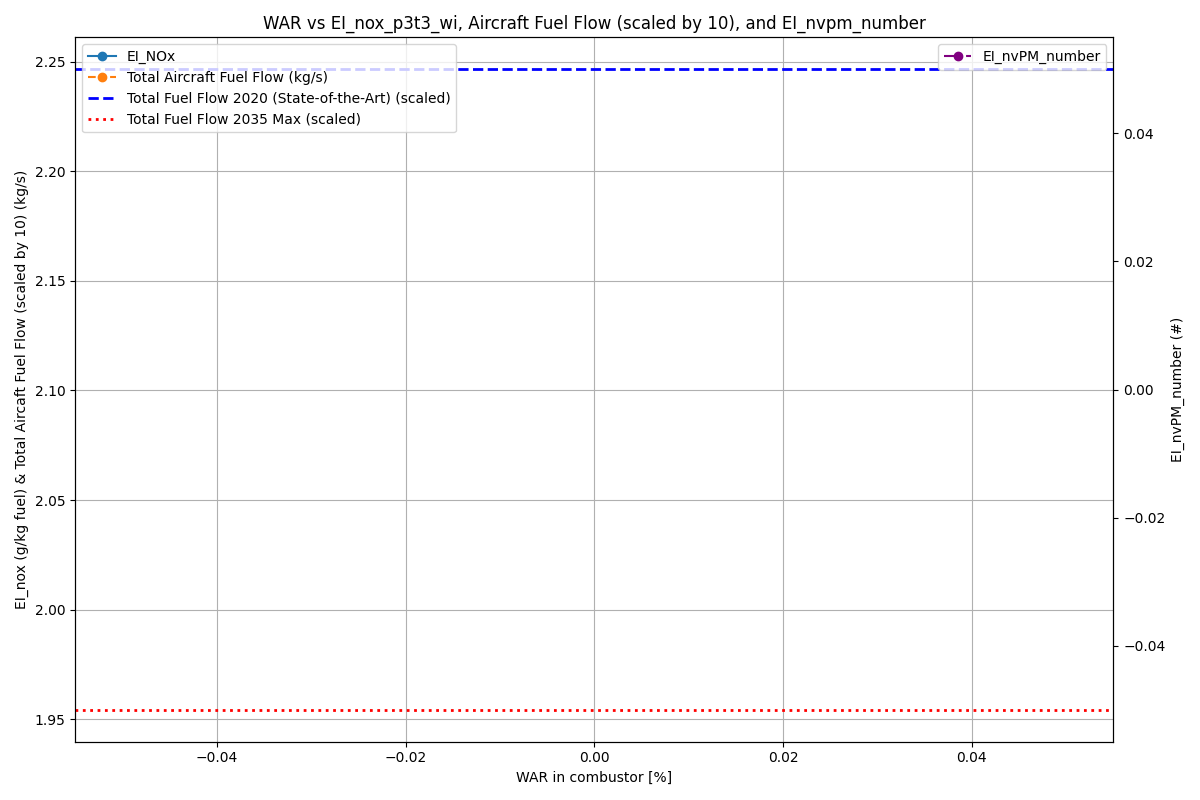 WAR vs EI_nox_p3t3_wi, Aircraft Fuel Flow (scaled by 10), and EI_nvpm_number
EI_NOx
Total Aircraft Fuel Flow (kg/s)
Total Fuel Flow 2020 (State-of-the-Art) (scaled)
Total Fuel Flow 2035 Max (scaled)
EI_nvPM_number
2.25
2.20
2.15
2.10
2.05
2.00
1.95
EI_nox (g/kg fuel) & Total Aircaft Fuel Flow (scaled by 10) (kg/s)
0.04
0.02
0.00
−0.02
−0.04
EI_nvPM_number (#)
−0.04
−0.02
0.00
0.02
0.04
WAR in combustor [%]